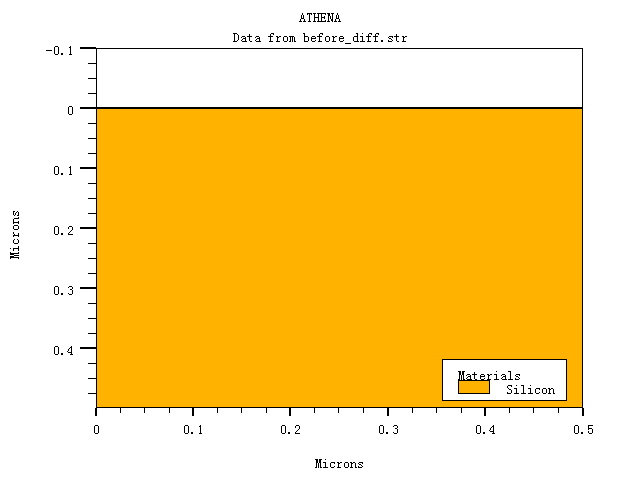 ATHENA
Data from before_diff.str
-0.1
0
0.1
0.2
0.3
0.4
Microns
Materials
Silicon
0 0.1 0.2 0.3 0.4 0.5
Microns